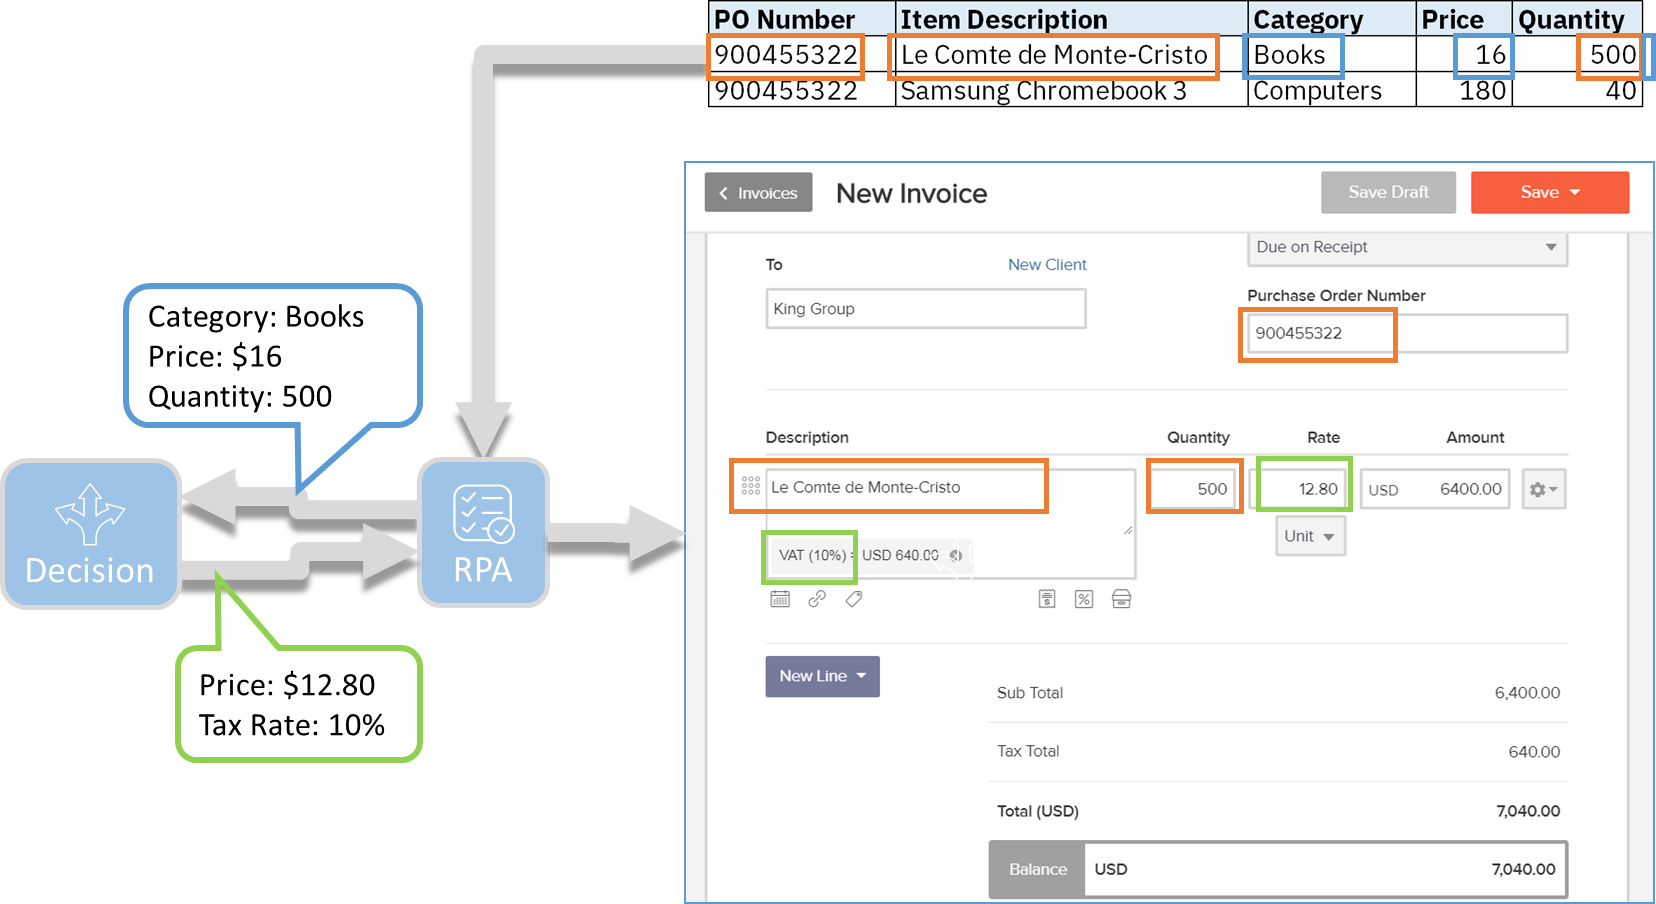 PO Number Item Description Category Price Quantity
900455322 Le Comte de Monte-Cristo Books 16 500
900455322 Samsung Chromebook 3 Computers 180 40
Invoices New Invoice Save Draft Save
Due on Receipt
To New Client
Purchase Order Number
King Group
900455322
Category: Books
Price: $16
Quantity: 500
Description Quantity Rate Amount
Le Comte de Monte-Cristo 500 12.80 USD 6400.00
Unit
VAT (10%) = USD 640.00
Decision
RPA
Price: $12.80
Tax Rate: 10%
New Line
Sub Total 6,400.00
Tax Total 640.00
Total (USD) 7,040.00
Balance USD 7,040.00